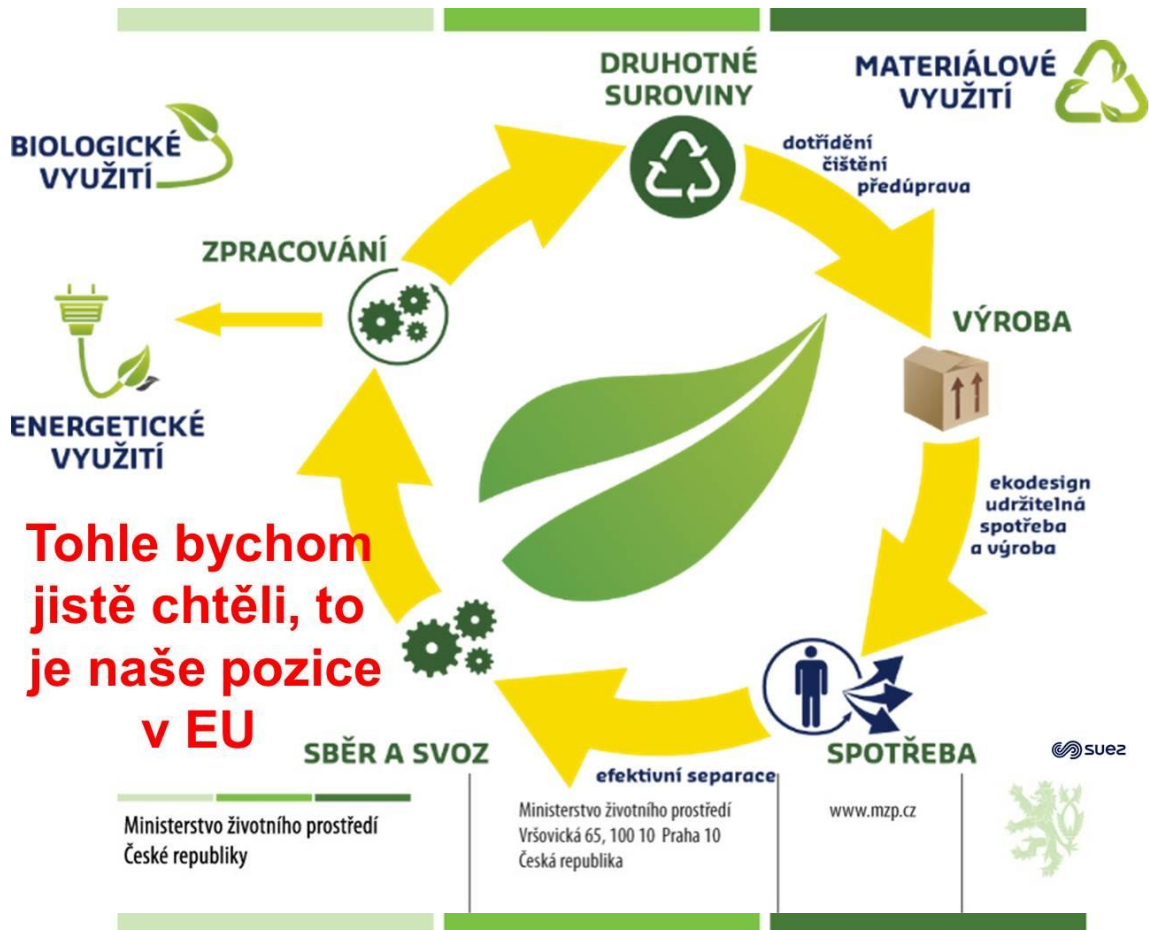 DRUHOTNÉ
SUROVINY
MATERIÁLOVÉ
VYUŽITÍ
BIOLOGICKÉ
VYUŽITÍ
dotřídění
čištění
předúprava
ZPRACOVÁNÍ
VÝROBA
ENERGETICKÉ
VYUŽITÍ
ekodesign
udržitelná
spotřeba
a výroba
Tohle bychom
jistě chtěli, to
je naše pozice
v EU
SBĚR A SVOZ
efektivní separace
SPOTŘEBA
suez
Ministerstvo životního prostředí
České republiky
Ministerstvo životního prostředí
Vršovická 65, 100 10 Praha 10
Česká republika
www.mzp.cz